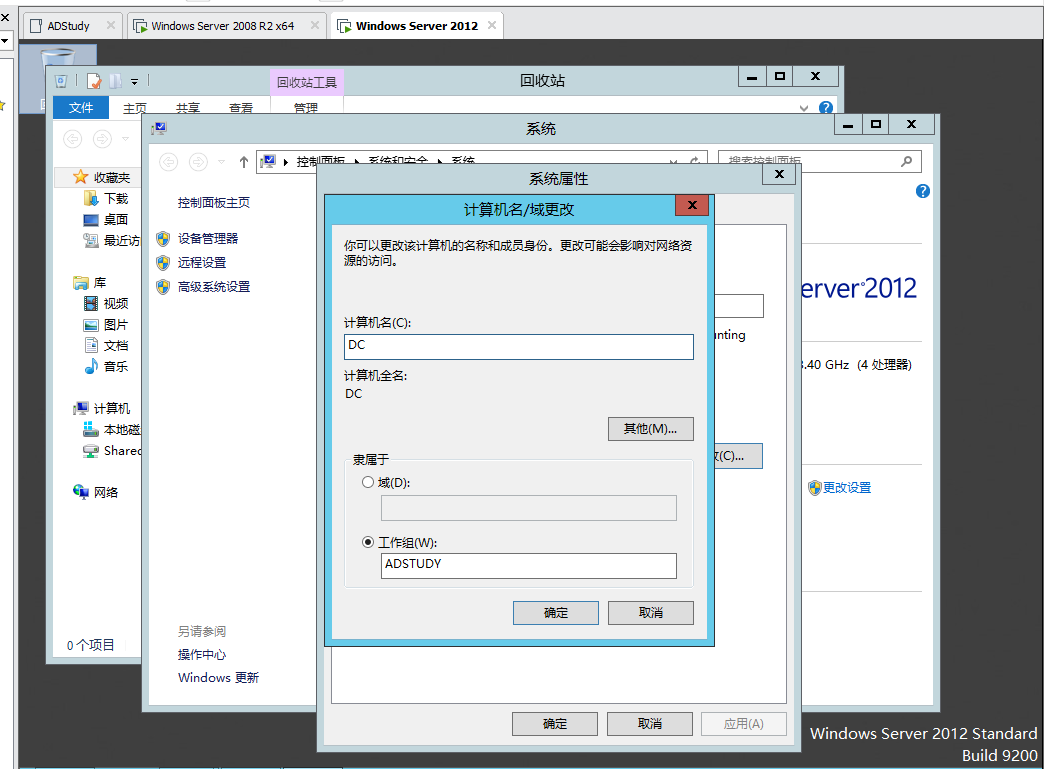 ADStudy
Windows Server 2008 R2 x64
Windows Server 2012
回收站工具
回收站
文件
主页
共享
查看
管理
系统
控制面板
系统和安全
系统
搜索控制面板
收藏夹
下载
桌面
最近访
库
视频
图片
文档
音乐
计算机
本地磁
Shared
网络
0 个项目
控制面板主页
设备管理器
远程设置
高级系统设置
另请参阅
操作中心
Windows 更新
erver 2012
3.40 GHz (4 处理器)
更改设置
系统属性
unting
改(C)...
计算机名/域更改
你可以更改该计算机的名称和成员身份。更改可能会影响对网络资
源的访问。
计算机名(C):
DC
计算机全名:
DC
其他(M)...
隶属于
域(D):
工作组(W):
ADSTUDY
确定
取消
确定
取消
应用(A)
Windows Server 2012 Standard
Build 9200